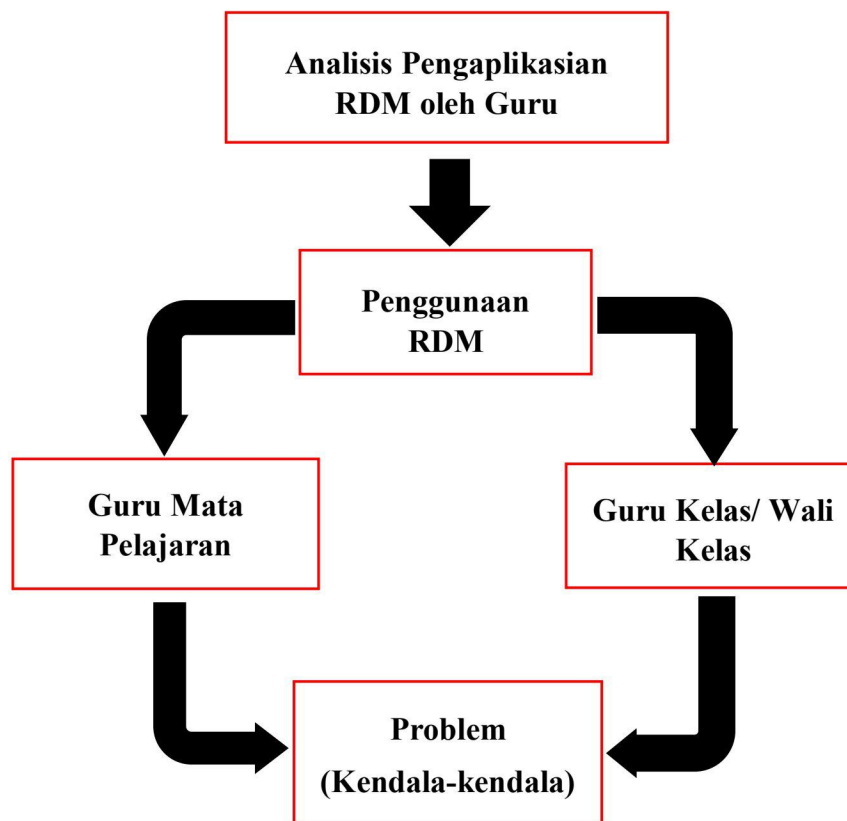 Analisis Pengaplikasian
RDM oleh Guru
Penggunaan
RDM
Guru Mata
Pelajaran
Guru Kelas/ Wali
Kelas
Problem
(Kendala-kendala)